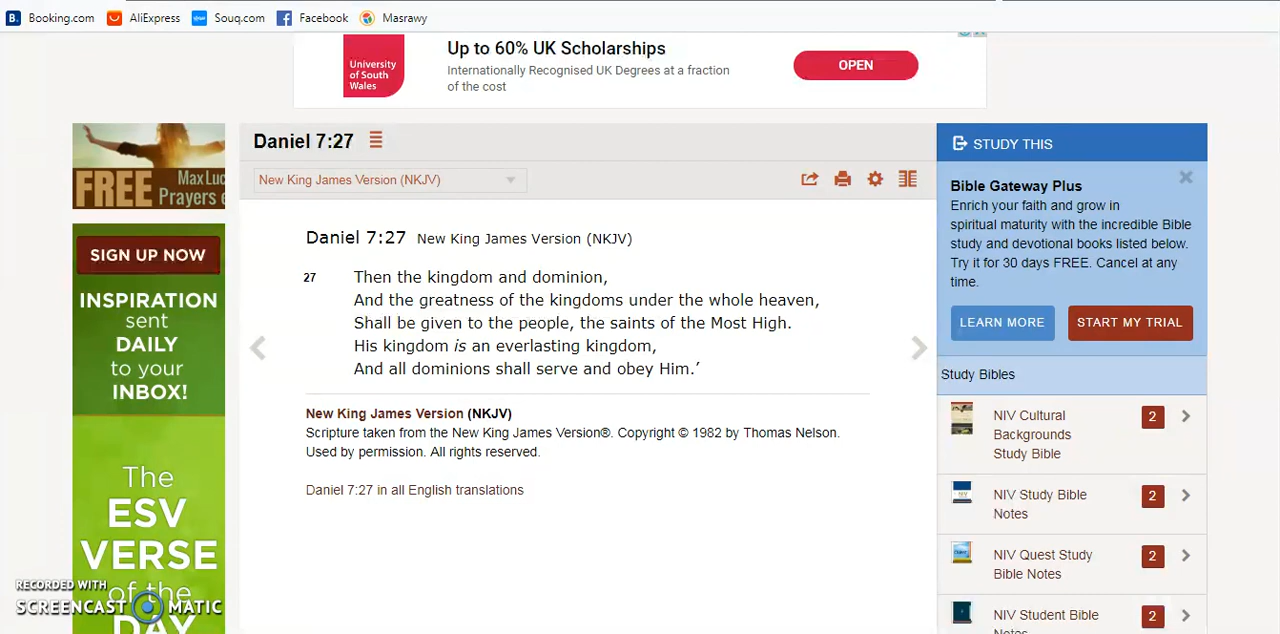 Booking.com AliExpress Souq.com Facebook Masrawy
University
of South
Wales
Up to 60% UK Scholarships
Internationally Recognised UK Degrees at a fraction
of the cost
OPEN
FREE
Max Luc
Prayers
SIGN UP NOW
INSPIRATION
sent
DAILY
to your
INBOX!
The
ESV
VERSE
of the
DAY
RECORDED WITH
SCREENCAST MATIC
Daniel 7:27
New King James Version (NKJV)
Daniel 7:27 New King James Version (NKJV)
27 Then the kingdom and dominion,
And the greatness of the kingdoms under the whole heaven,
Shall be given to the people, the saints of the Most High.
His kingdom is an everlasting kingdom,
And all dominions shall serve and obey Him.’
New King James Version (NKJV)
Scripture taken from the New King James Version®. Copyright © 1982 by Thomas Nelson.
Used by permission. All rights reserved.
Daniel 7:27 in all English translations
STUDY THIS
Bible Gateway Plus
Enrich your faith and grow in
spiritual maturity with the incredible Bible
study and devotional books listed below.
Try it for 30 days FREE. Cancel at any
time.
LEARN MORE START MY TRIAL
Study Bibles
NIV Cultural
Backgrounds
Study Bible
2
NIV Study Bible
Notes
2
NIV Quest Study
Bible Notes
2
NIV Student Bible
Notes
2